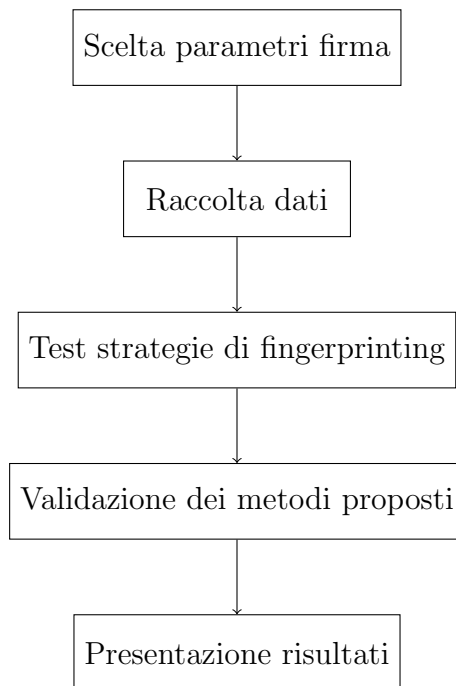 Scelta parametri firma
Raccolta dati
Test strategie di fingerprinting
Validazione dei metodi proposti
Presentazione risultati